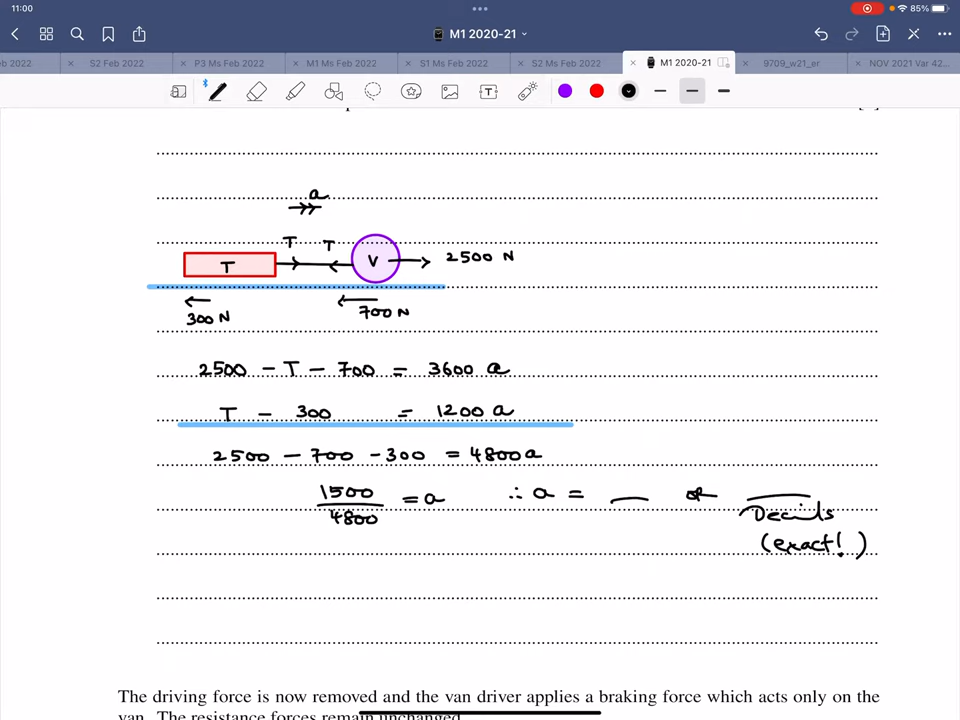 11:00
85%
M1 2020-21
b 2022
S2 Feb 2022
P3 Ms Feb 2022
M1 Ms Feb 2022
S1 Ms Feb 2022
S2 Ms Feb 2022
M1 2020-21
9709_w21_er
NOV 2021 Var 42...
a
T T
T
V
2500 N
300 N
700 N
2500 - T - 700 = 3600 a
T - 300 = 1200 a
2500 - 700 - 300 = 4800 a
1500/4800 = a ∴ a = __ or __
(exact!)
The driving force is now removed and the van driver applies a braking force which acts only on the
van. The resistance forces remain unchanged.